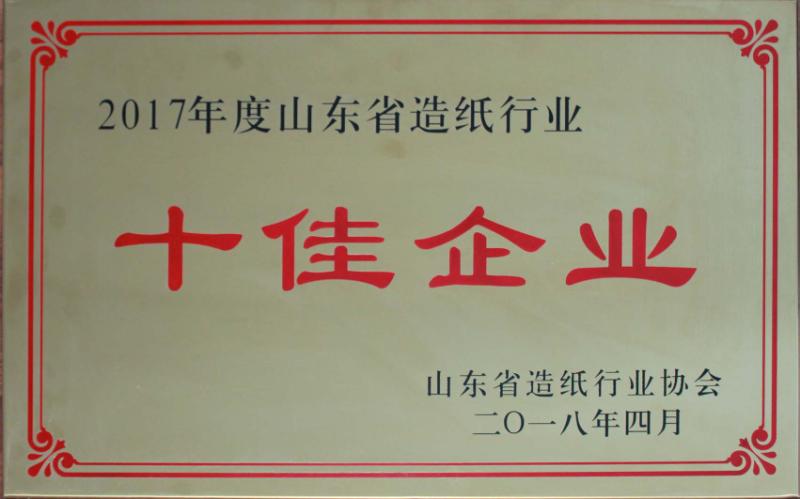 2017年度山东省造纸行业
十佳企业
山东省造纸行业协会
二〇一八年四月